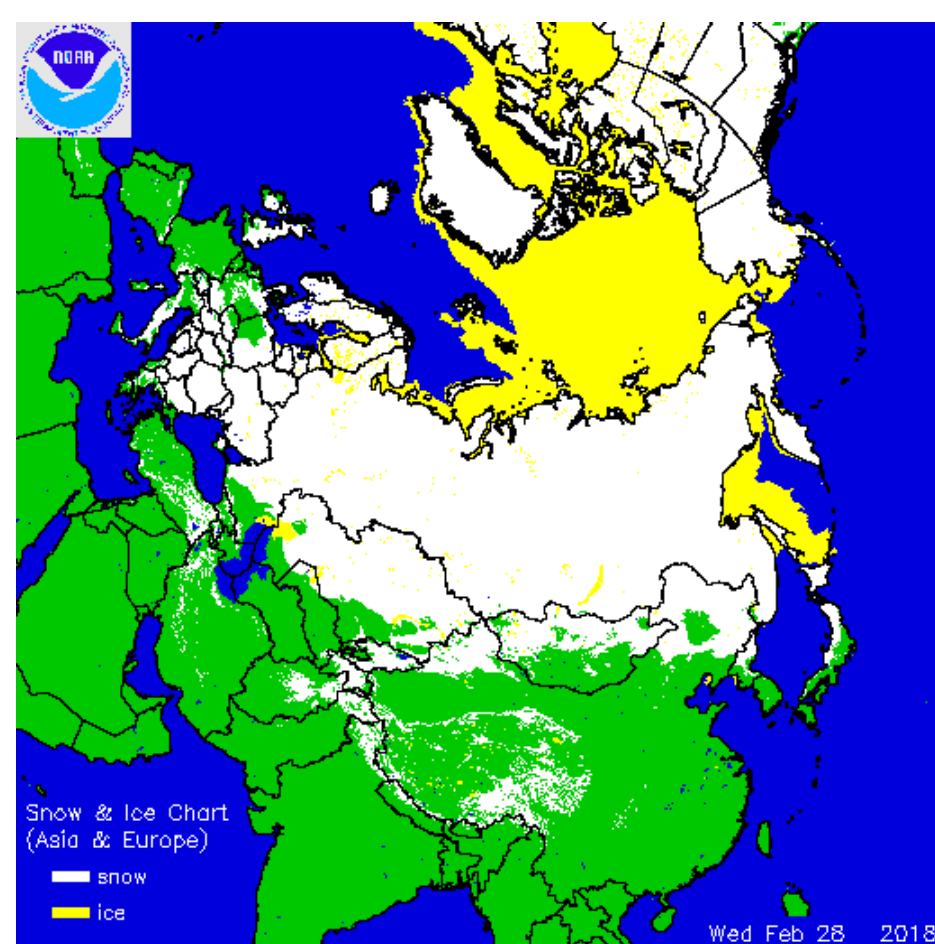 NOAA
Snow & Ice Chart
(Asia & Europe)
snow
ice
Wed Feb 28 2018